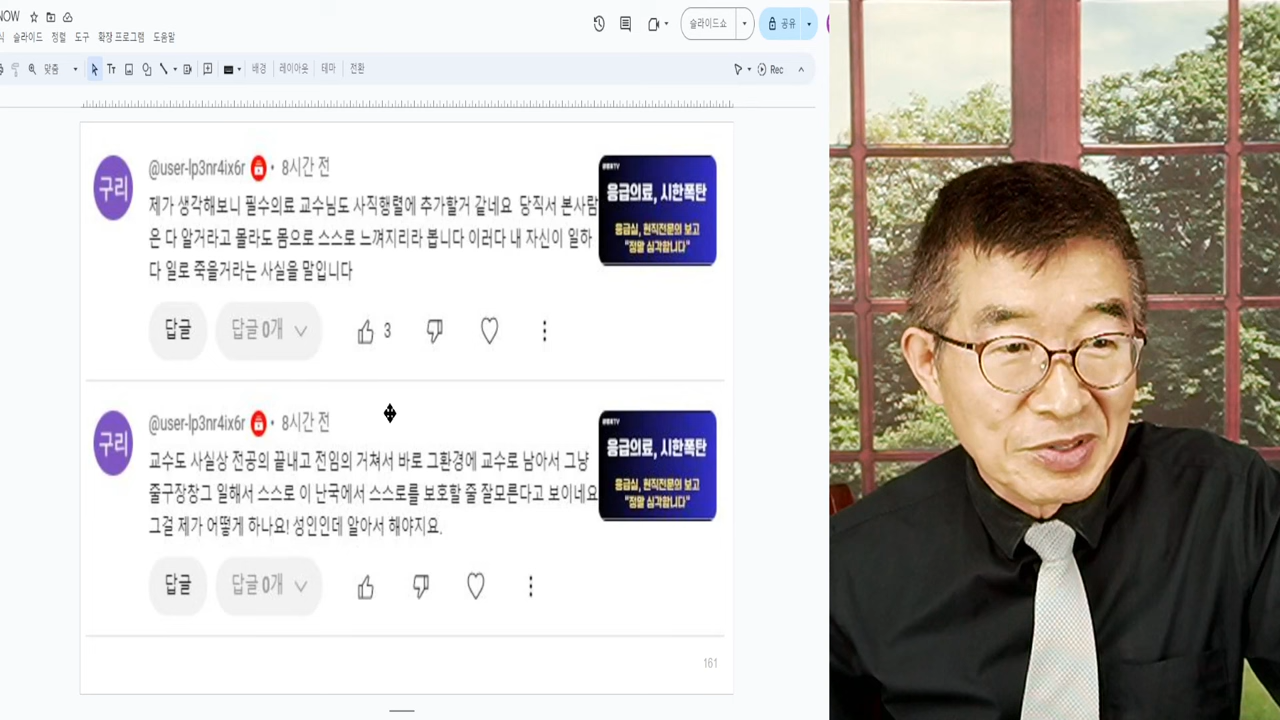 NOW
슬라이드쇼
공유
식 슬라이드 정렬 도구 확장 프로그램 도움말
맞춤
Tт
배경 레이아웃 테마 전환
Rec
구리
@user-lp3nr4ix6r • 8시간 전
제가 생각해보니 필수의료 교수님도 사직행렬에 추가할거 같네요 당직서 본사람
은 다 알거라고 몰라도 몸으로 스스로 느껴지리라 봅니다 이러다 내 자신이 일하
다 일로 죽을거라는 사실을 말입니다
응급의료, 시한폭탄
응급실, 현직전문의 보고
"정말 심각합니다"
답글 답글 0개 3
구리
@user-lp3nr4ix6r • 8시간 전
교수도 사실상 전공의 끝내고 전임의 거쳐서 바로 그환경에 교수로 남아서 그냥
줄구장창그 일해서 스스로 이 난국에서 스스로를 보호할 줄 잘모른다고 보이네요
그걸 제가 어떻게 하나요! 성인인데 알아서 해야지요.
응급의료, 시한폭탄
응급실, 현직전문의 보고
"정말 심각합니다"
답글 답글 0개
161